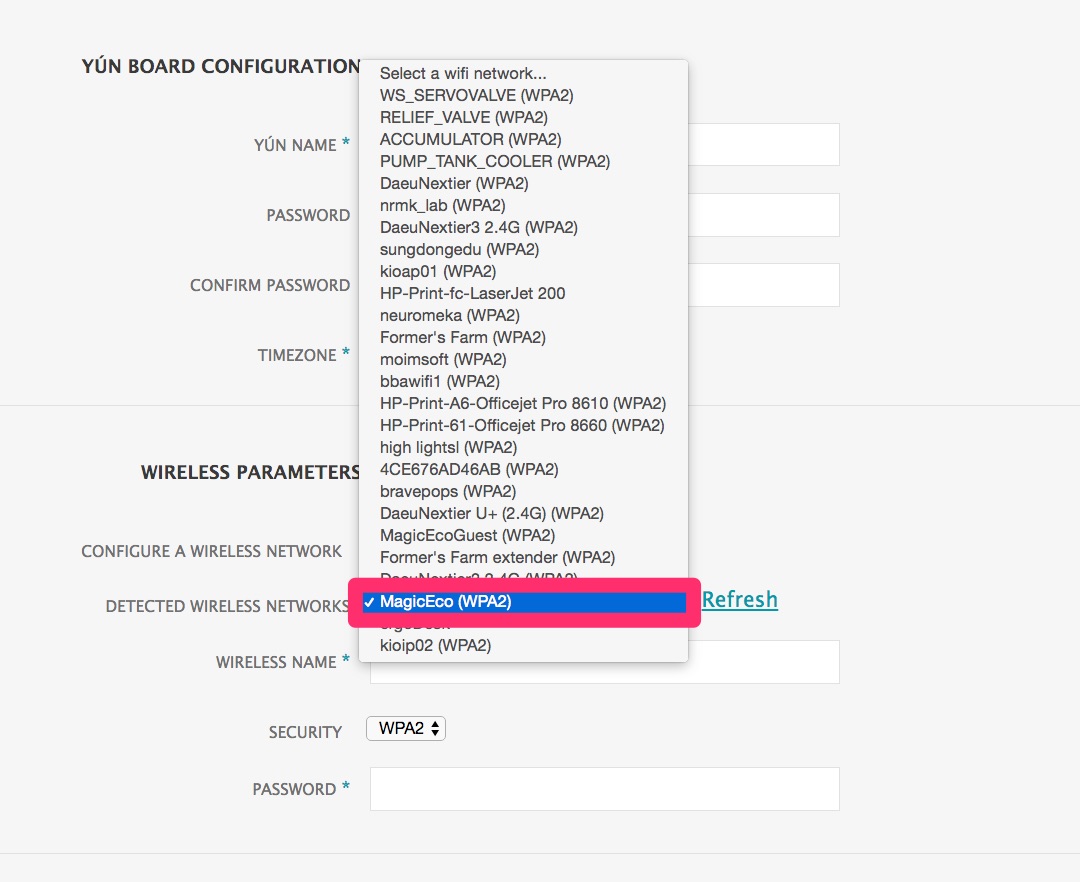 YÚN BOARD CONFIGURATION
YÚN NAME *
PASSWORD
CONFIRM PASSWORD
TIMEZONE *
Select a wifi network...
WS_SERVOVALVE (WPA2)
RELIEF_VALVE (WPA2)
ACCUMULATOR (WPA2)
PUMP_TANK_COOLER (WPA2)
DaeuNextier (WPA2)
nrmk_lab (WPA2)
DaeuNextier3 2.4G (WPA2)
sungdongedu (WPA2)
kioap01 (WPA2)
HP-Print-fc-LaserJet 200
neuromeka (WPA2)
Former's Farm (WPA2)
moimsoft (WPA2)
bbawifi1 (WPA2)
HP-Print-A6-Officejet Pro 8610 (WPA2)
HP-Print-61-Officejet Pro 8660 (WPA2)
high lightsl (WPA2)
4CE676AD46AB (WPA2)
bravepops (WPA2)
DaeuNextier U+ (2.4G) (WPA2)
MagicEcoGuest (WPA2)
Former's Farm extender (WPA2)
✓ MagicEco (WPA2)
kioip02 (WPA2)
WIRELESS PARAMETERS
CONFIGURE A WIRELESS NETWORK
DETECTED WIRELESS NETWORKS
Refresh
WIRELESS NAME *
SECURITY
WPA2
PASSWORD *